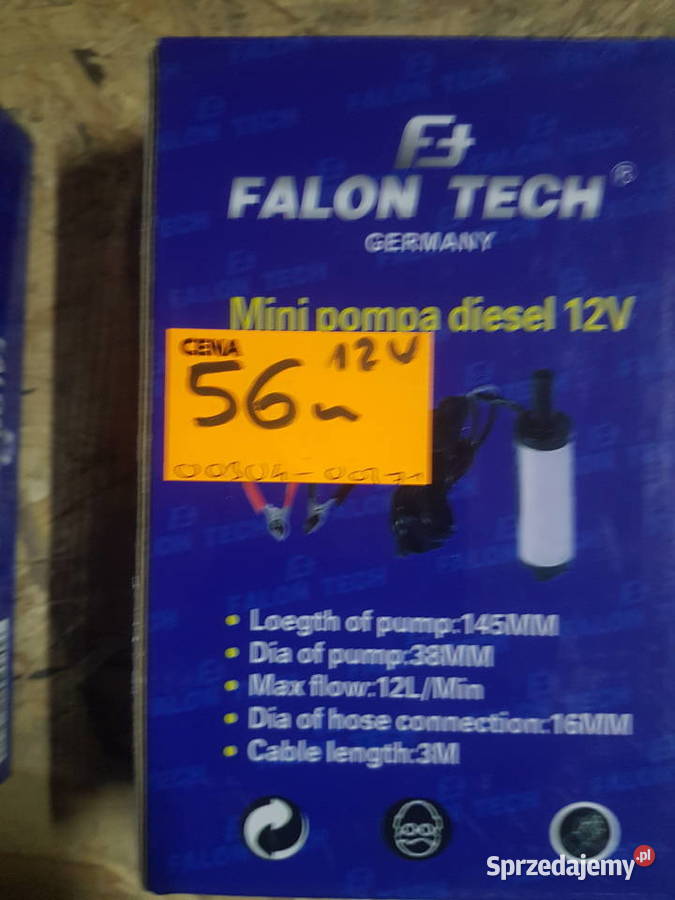 F+
FALON TECH®
GERMANY
Mini pompa diesel 12V
CENA
12V
56
• Loegth of pump:145MM
• Dia of pump:38MM
• Max flow:12L/Min
• Dia of hose connection:16MM
• Cable length:3M
Sprzedajemy.pl